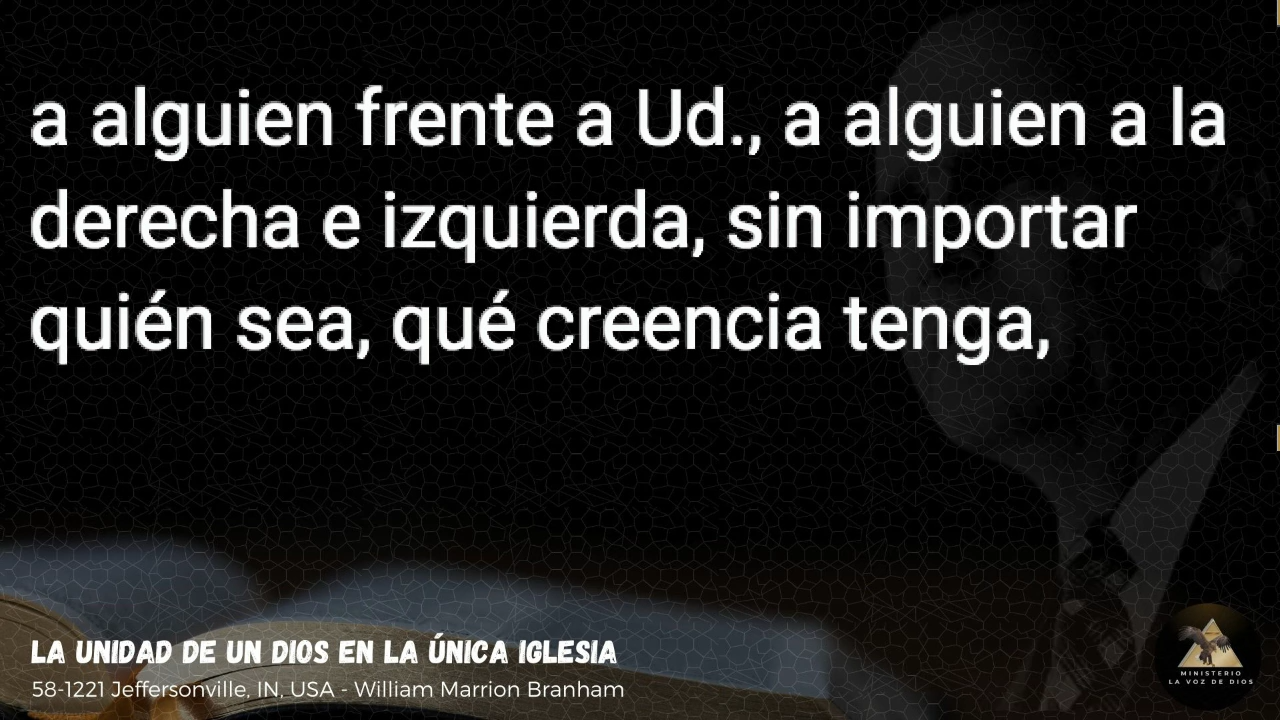 a alguien frente a Ud., a alguien a la
derecha e izquierda, sin importar
quién sea, qué creencia tenga,
LA UNIDAD DE UN DIOS EN LA ÚNICA IGLESIA
58-1221 Jeffersonville, IN, USA - William Marrion Branham
MINISTERIO
LA VOZ DE DIOS